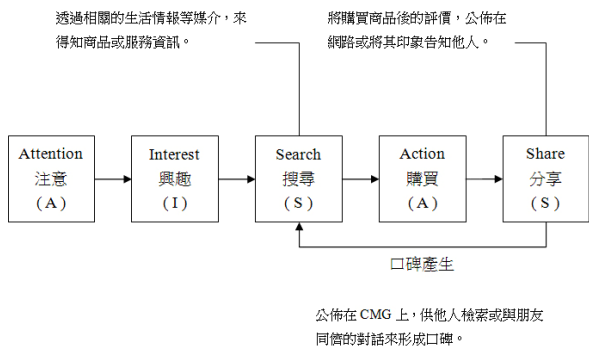 透過相關的生活情報等媒介，來
得知商品或服務資訊。
將購買商品後的評價，公佈在
網路或將其印象告知他人。
Attention
注意
( A )
Interest
興趣
( I )
Search
搜尋
( S )
Action
購買
( A )
Share
分享
( S )
口碑產生
公佈在 CMG 上，供他人檢索或與朋友
同儕的對話來形成口碑。